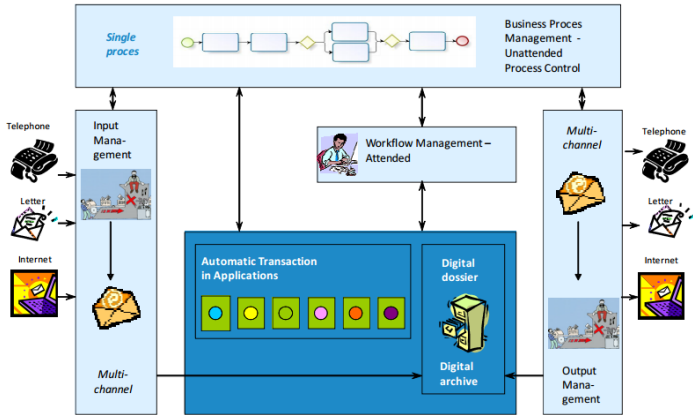 Single
proces
Business Proces
Management -
Unattended
Process Control
Telephone
Letter
Internet
Input
Mana-
gement
Multi-
channel
Workflow Management –
Attended
Automatic Transaction
in Applications
Digital
dossier
Digital
archive
Multi-
channel
Output Mana-
gement
Telephone
Letter
Internet